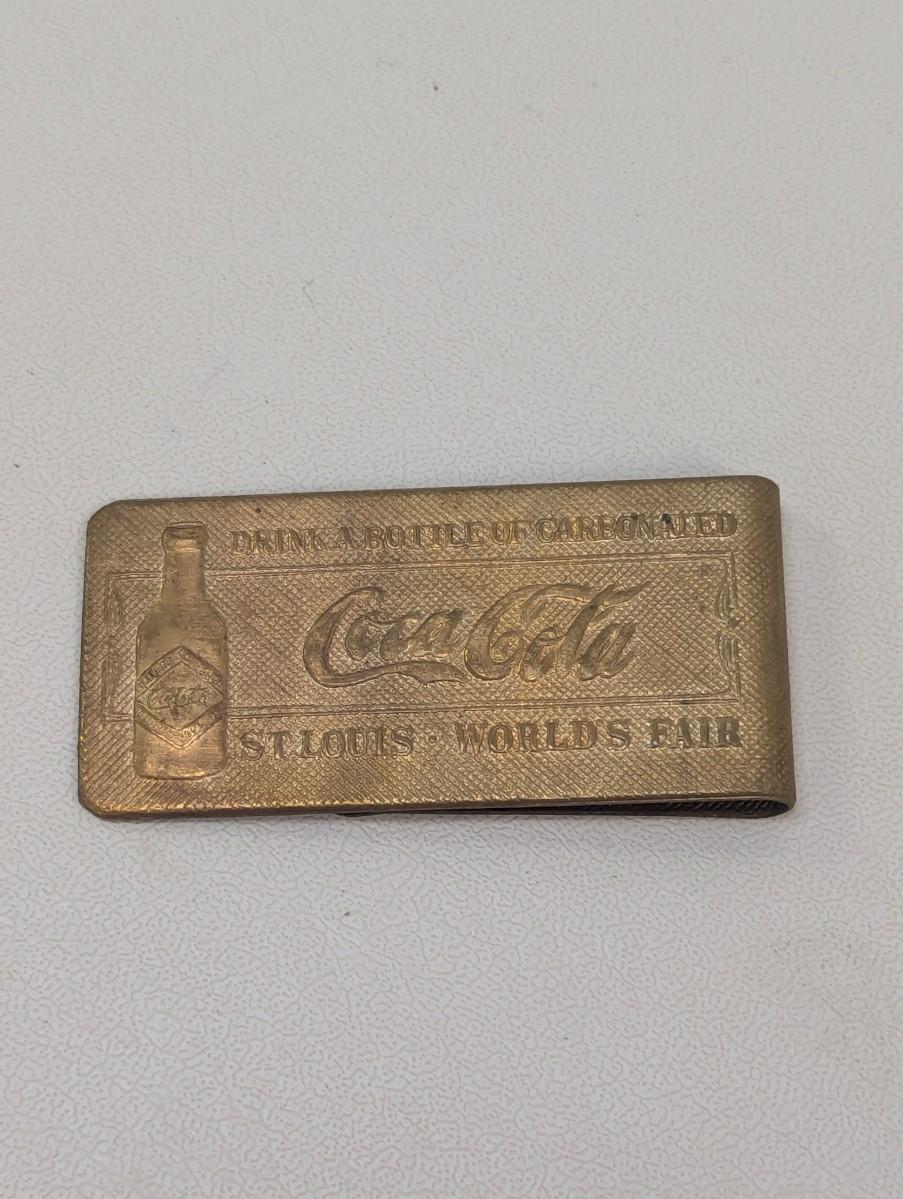 DRINK A BOTTLE OF CARBONATED
Coca Cola
ST. LOUIS · WORLD'S FAIR